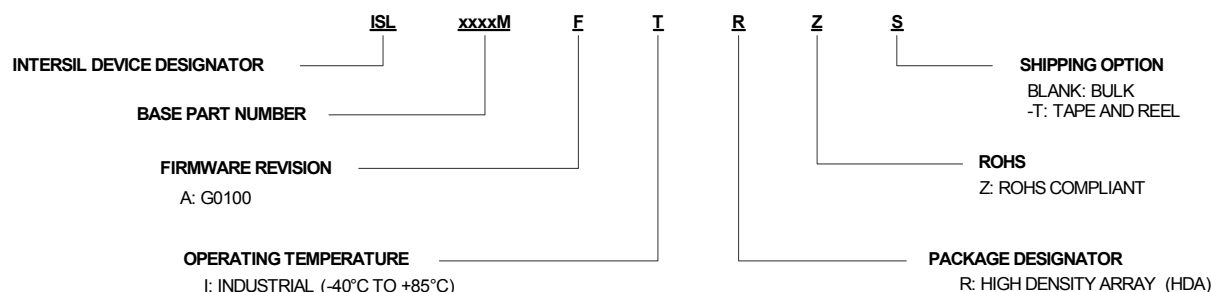 ISL xxxxM F T R Z S
INTERSIL DEVICE DESIGNATOR
BASE PART NUMBER
FIRMWARE REVISION
A: G0100
OPERATING TEMPERATURE
I: INDUSTRIAL (-40°C TO +85°C)
SHIPPING OPTION
BLANK: BULK
-T: TAPE AND REEL
ROHS
Z: ROHS COMPLIANT
PACKAGE DESIGNATOR
R: HIGH DENSITY ARRAY (HDA)